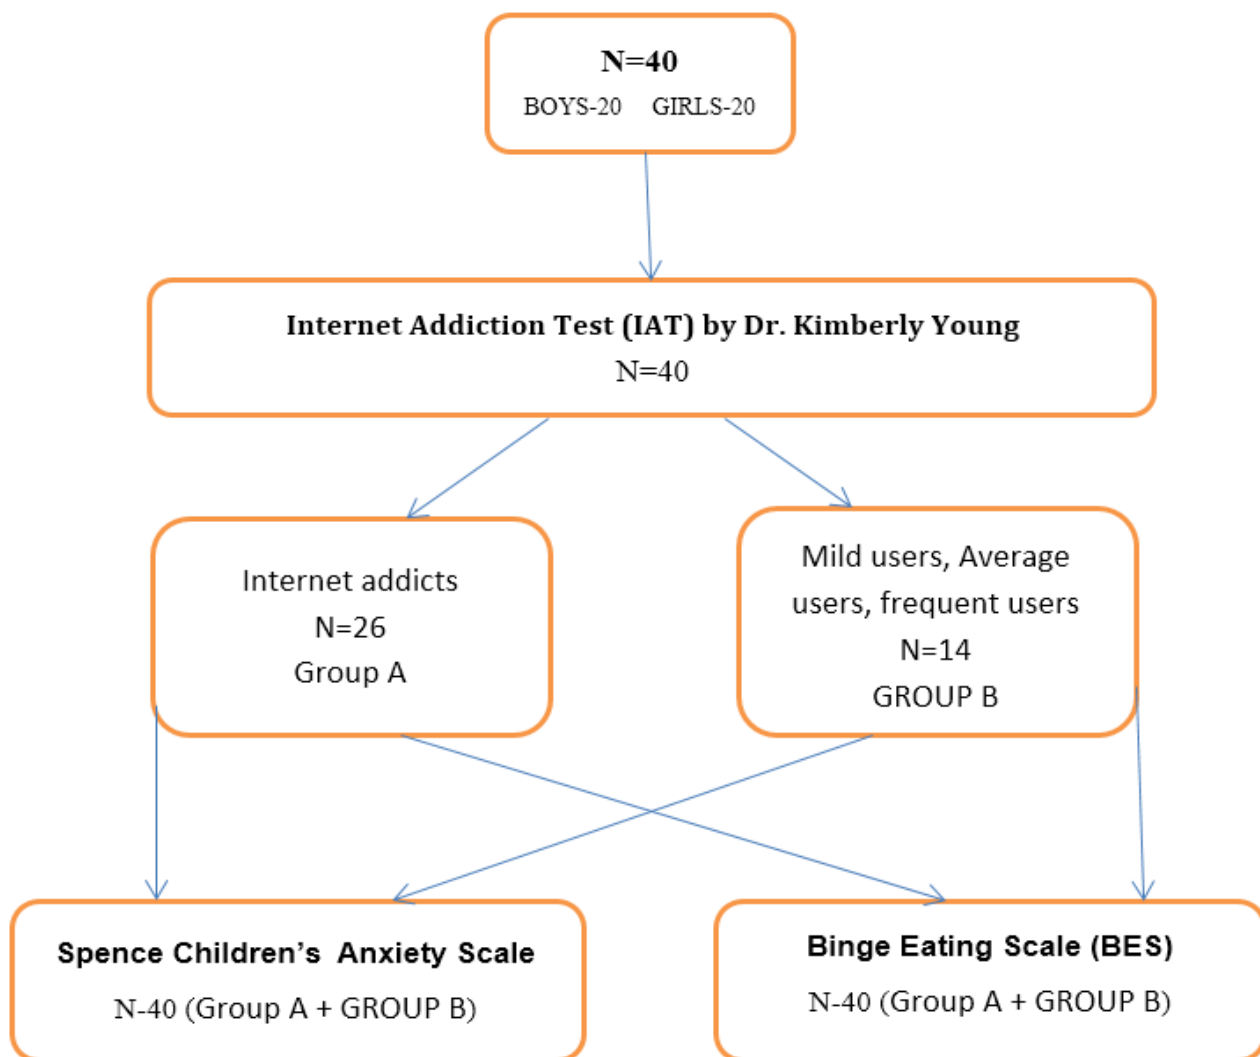 N=40
BOYS-20 GIRLS-20
Internet Addiction Test (IAT) by Dr. Kimberly Young
N=40
Internet addicts
N=26
Group A
Mild users, Average
users, frequent users
N=14
GROUP B
Spence Children’s Anxiety Scale
N-40 (Group A + GROUP B)
Binge Eating Scale (BES)
N-40 (Group A + GROUP B)